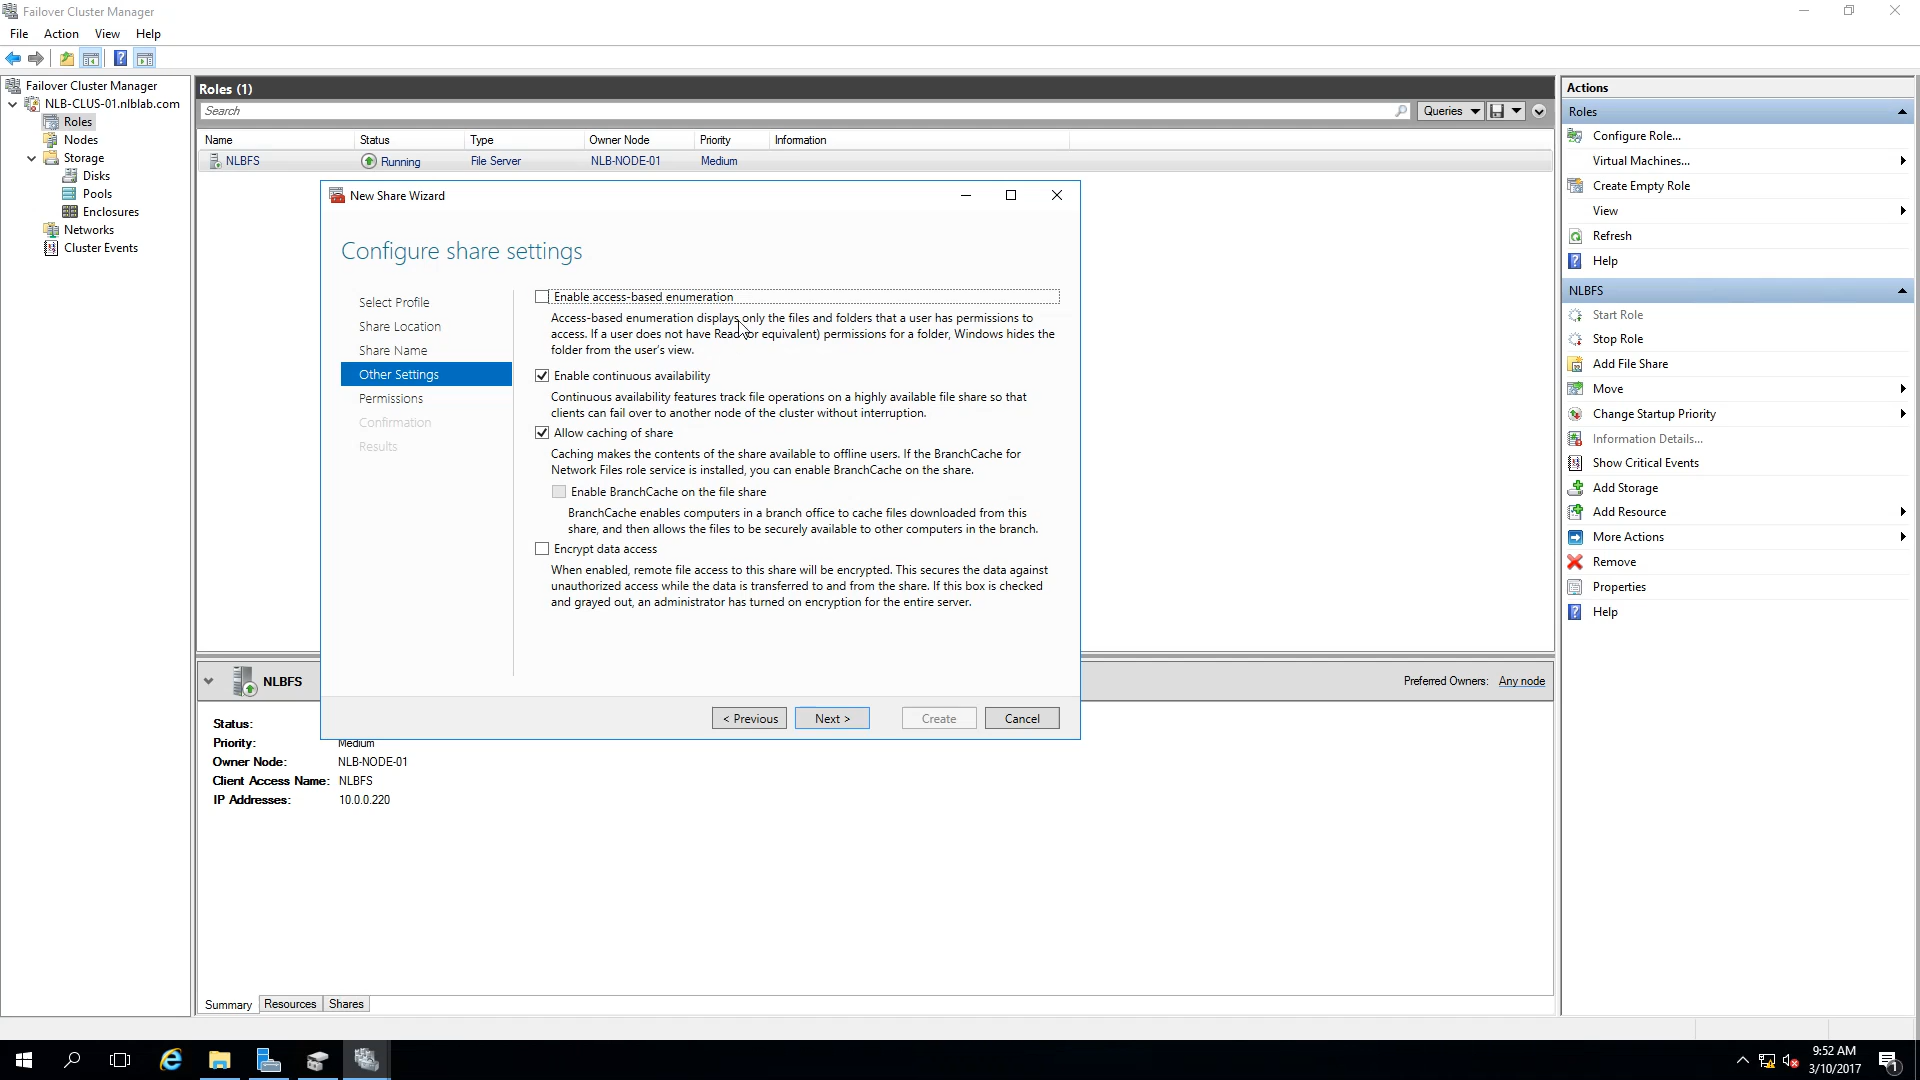 Failover Cluster Manager
File Action View Help
Failover Cluster Manager
NLB-CLUS-01.nlblab.com
Roles
Nodes
Storage
Disks
Pools
Enclosures
Networks
Cluster Events
Roles (1)
Search
Queries
Name Status Type Owner Node Priority Information
NLBFS Running File Server NLB-NODE-01 Medium
New Share Wizard
Configure share settings
Select Profile
Share Location
Share Name
Other Settings
Permissions
Confirmation
Results
Enable access-based enumeration
Access-based enumeration displays only the files and folders that a user has permissions to
access. If a user does not have Read (or equivalent) permissions for a folder, Windows hides the
folder from the user's view.
Enable continuous availability
Continuous availability features track file operations on a highly available file share so that
clients can fail over to another node of the cluster without interruption.
Allow caching of share
Caching makes the contents of the share available to offline users. If the BranchCache for
Network Files role service is installed, you can enable BranchCache on the share.
Enable BranchCache on the file share
BranchCache enables computers in a branch office to cache files downloaded from this
share, and then allows the files to be securely available to other computers in the branch.
Encrypt data access
When enabled, remote file access to this share will be encrypted. This secures the data against
unauthorized access while the data is transferred to and from the share. If this box is checked
and grayed out, an administrator has turned on encryption for the entire server.
< Previous Next > Create Cancel
NLBFS
Preferred Owners: Any node
Status:
Priority: Medium
Owner Node: NLB-NODE-01
Client Access Name: NLBFS
IP Addresses: 10.0.0.220
Summary Resources Shares
Actions
Roles
Configure Role...
Virtual Machines...
Create Empty Role
View
Refresh
Help
NLBFS
Start Role
Stop Role
Add File Share
Move
Change Startup Priority
Information Details...
Show Critical Events
Add Storage
Add Resource
More Actions
Remove
Properties
Help
9:52 AM
3/10/2017
1